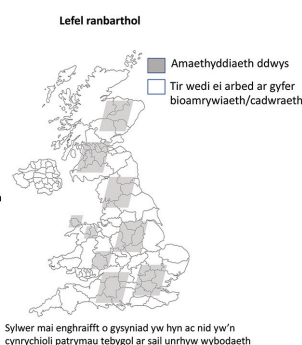 Lefel ranbarthol
Amaethyddiaeth ddwys
Tir wedi ei arbed ar gyfer
bioamrywiaeth/cadwraeth
Sylwer mai enghraifft o gysyniad yw hyn ac nid yw'n
cynrychioli patrymau tebygol ar sail unrhyw wybodaeth